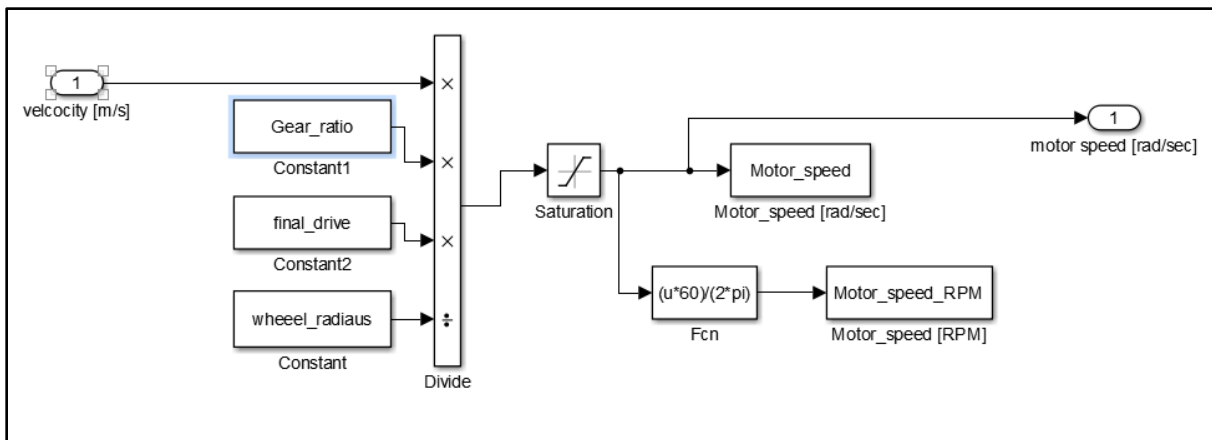 1
velcocity [m/s]
×
Gear_ratio
Constant1
×
final_drive
Constant2
×
wheeel_radiaus
Constant
÷
Divide
Saturation
1
motor speed [rad/sec]
Motor_speed
Motor_speed [rad/sec]
(u*60)/(2*pi)
Fcn
Motor_speed_RPM
Motor_speed [RPM]